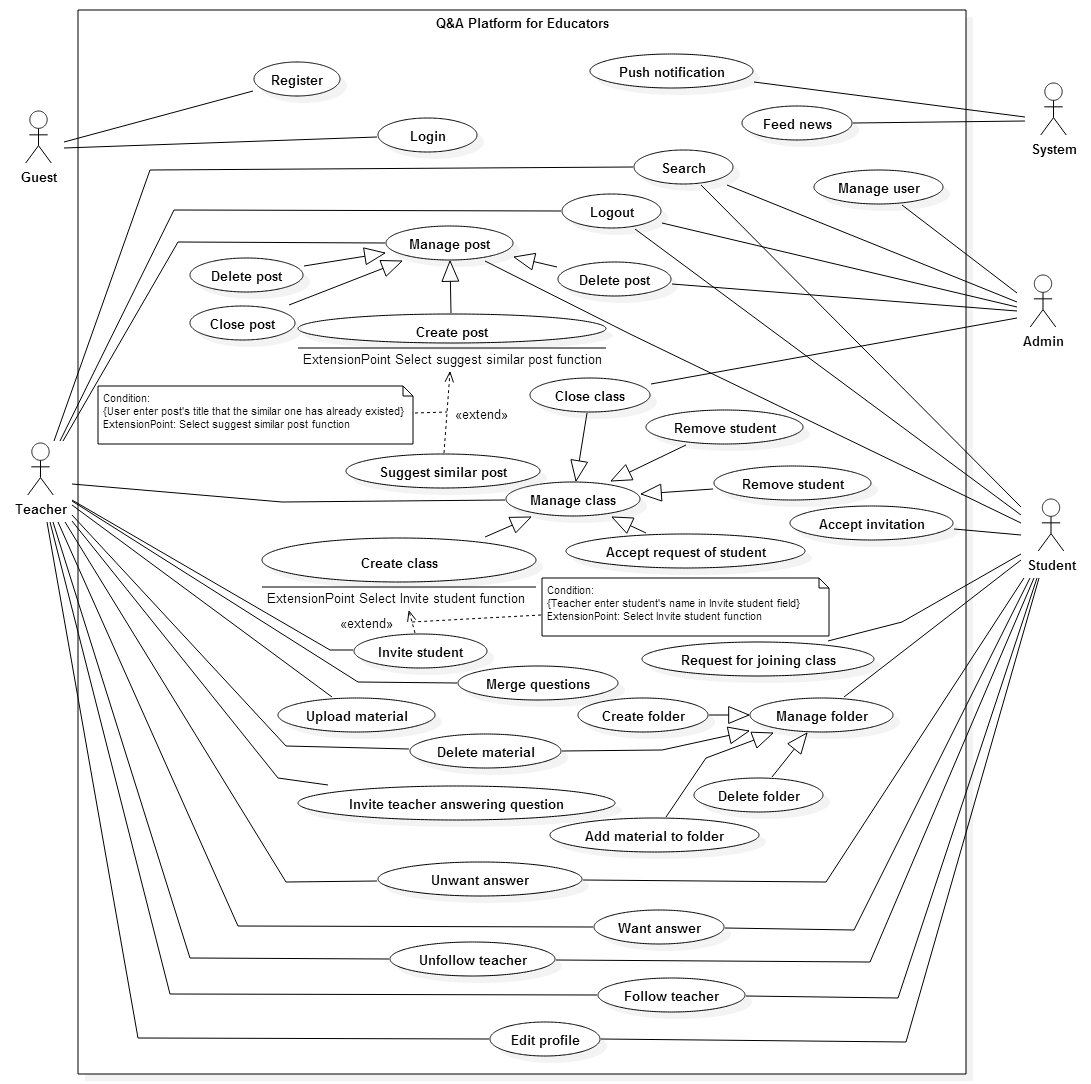 Q&A Platform for Educators
Register
Push notification
Login
Feed news
Guest
System
Search
Manage user
Logout
Manage post
Delete post
Delete post
Close post
Create post
Admin
ExtensionPoint Select suggest similar post function
Condition:
{User enter post's title that the similar one has already existed}
ExtensionPoint: Select suggest similar post function
«extend»
Close class
Remove student
Suggest similar post
Remove student
Manage class
Teacher
Accept invitation
Accept request of student
Create class
Student
ExtensionPoint Select Invite student function
Condition:
{Teacher enter student's name in Invite student field}
ExtensionPoint: Select Invite student function
«extend»
Invite student
Request for joining class
Merge questions
Upload material
Create folder
Manage folder
Delete material
Delete folder
Invite teacher answering question
Add material to folder
Unwant answer
Want answer
Unfollow teacher
Follow teacher
Edit profile